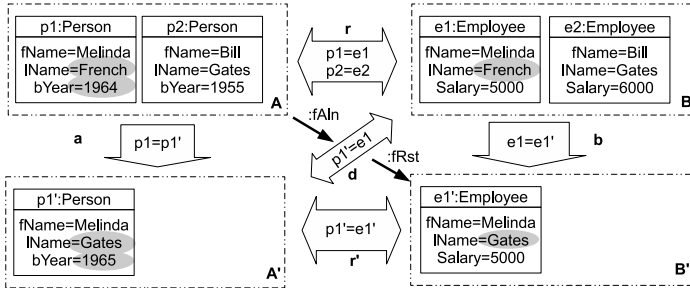 p1:Person
fName=Melinda
lName=French
bYear=1964
p2:Person
fName=Bill
lName=Gates
bYear=1955
A
r
p1=e1
p2=e2
e1:Employee
fName=Melinda
lName=French
Salary=5000
e2:Employee
fName=Bill
lName=Gates
Salary=6000
B
a
p1=p1'
:fAln
p1'=e1
d
:fRst
e1=e1'
b
p1':Person
fName=Melinda
lName=Gates
bYear=1965
A'
p1'=e1'
r'
e1':Employee
fName=Melinda
lName=Gates
Salary=5000
B'